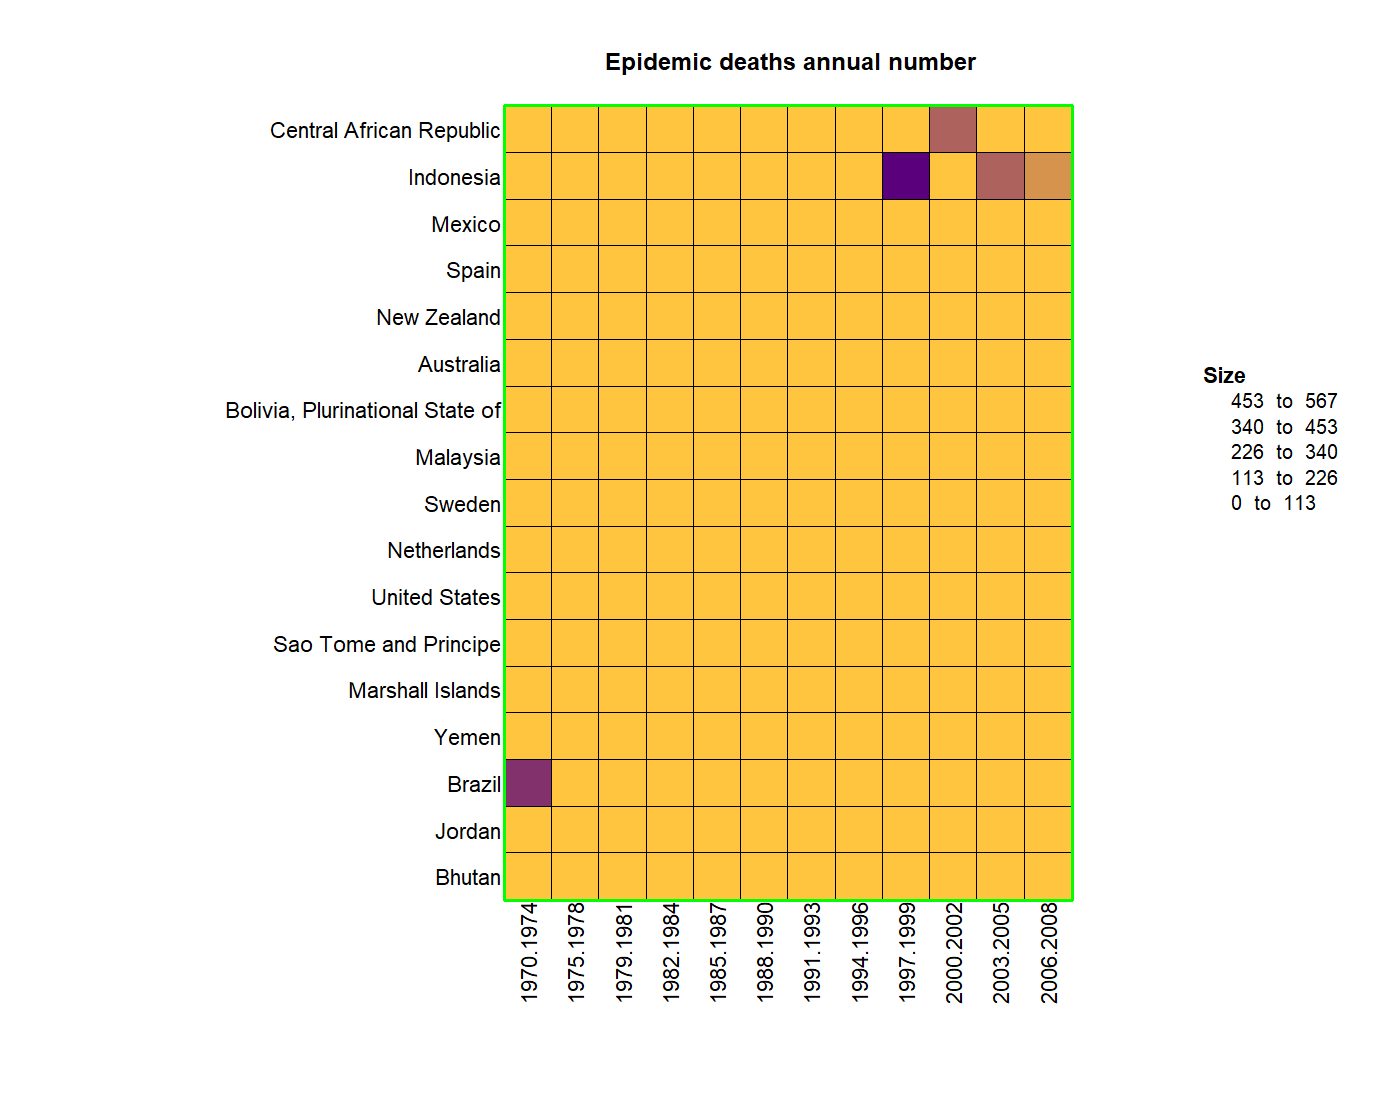 Epidemic deaths annual number
Central African Republic
Indonesia
Mexico
Spain
New Zealand
Australia
Bolivia, Plurinational State of
Malaysia
Sweden
Netherlands
United States
Sao Tome and Principe
Marshall Islands
Yemen
Brazil
Jordan
Bhutan
1970.1974
1975.1978
1979.1981
1982.1984
1985.1987
1988.1990
1991.1993
1994.1996
1997.1999
2000.2002
2003.2005
2006.2008
Size
453 to 567
340 to 453
226 to 340
113 to 226
0 to 113